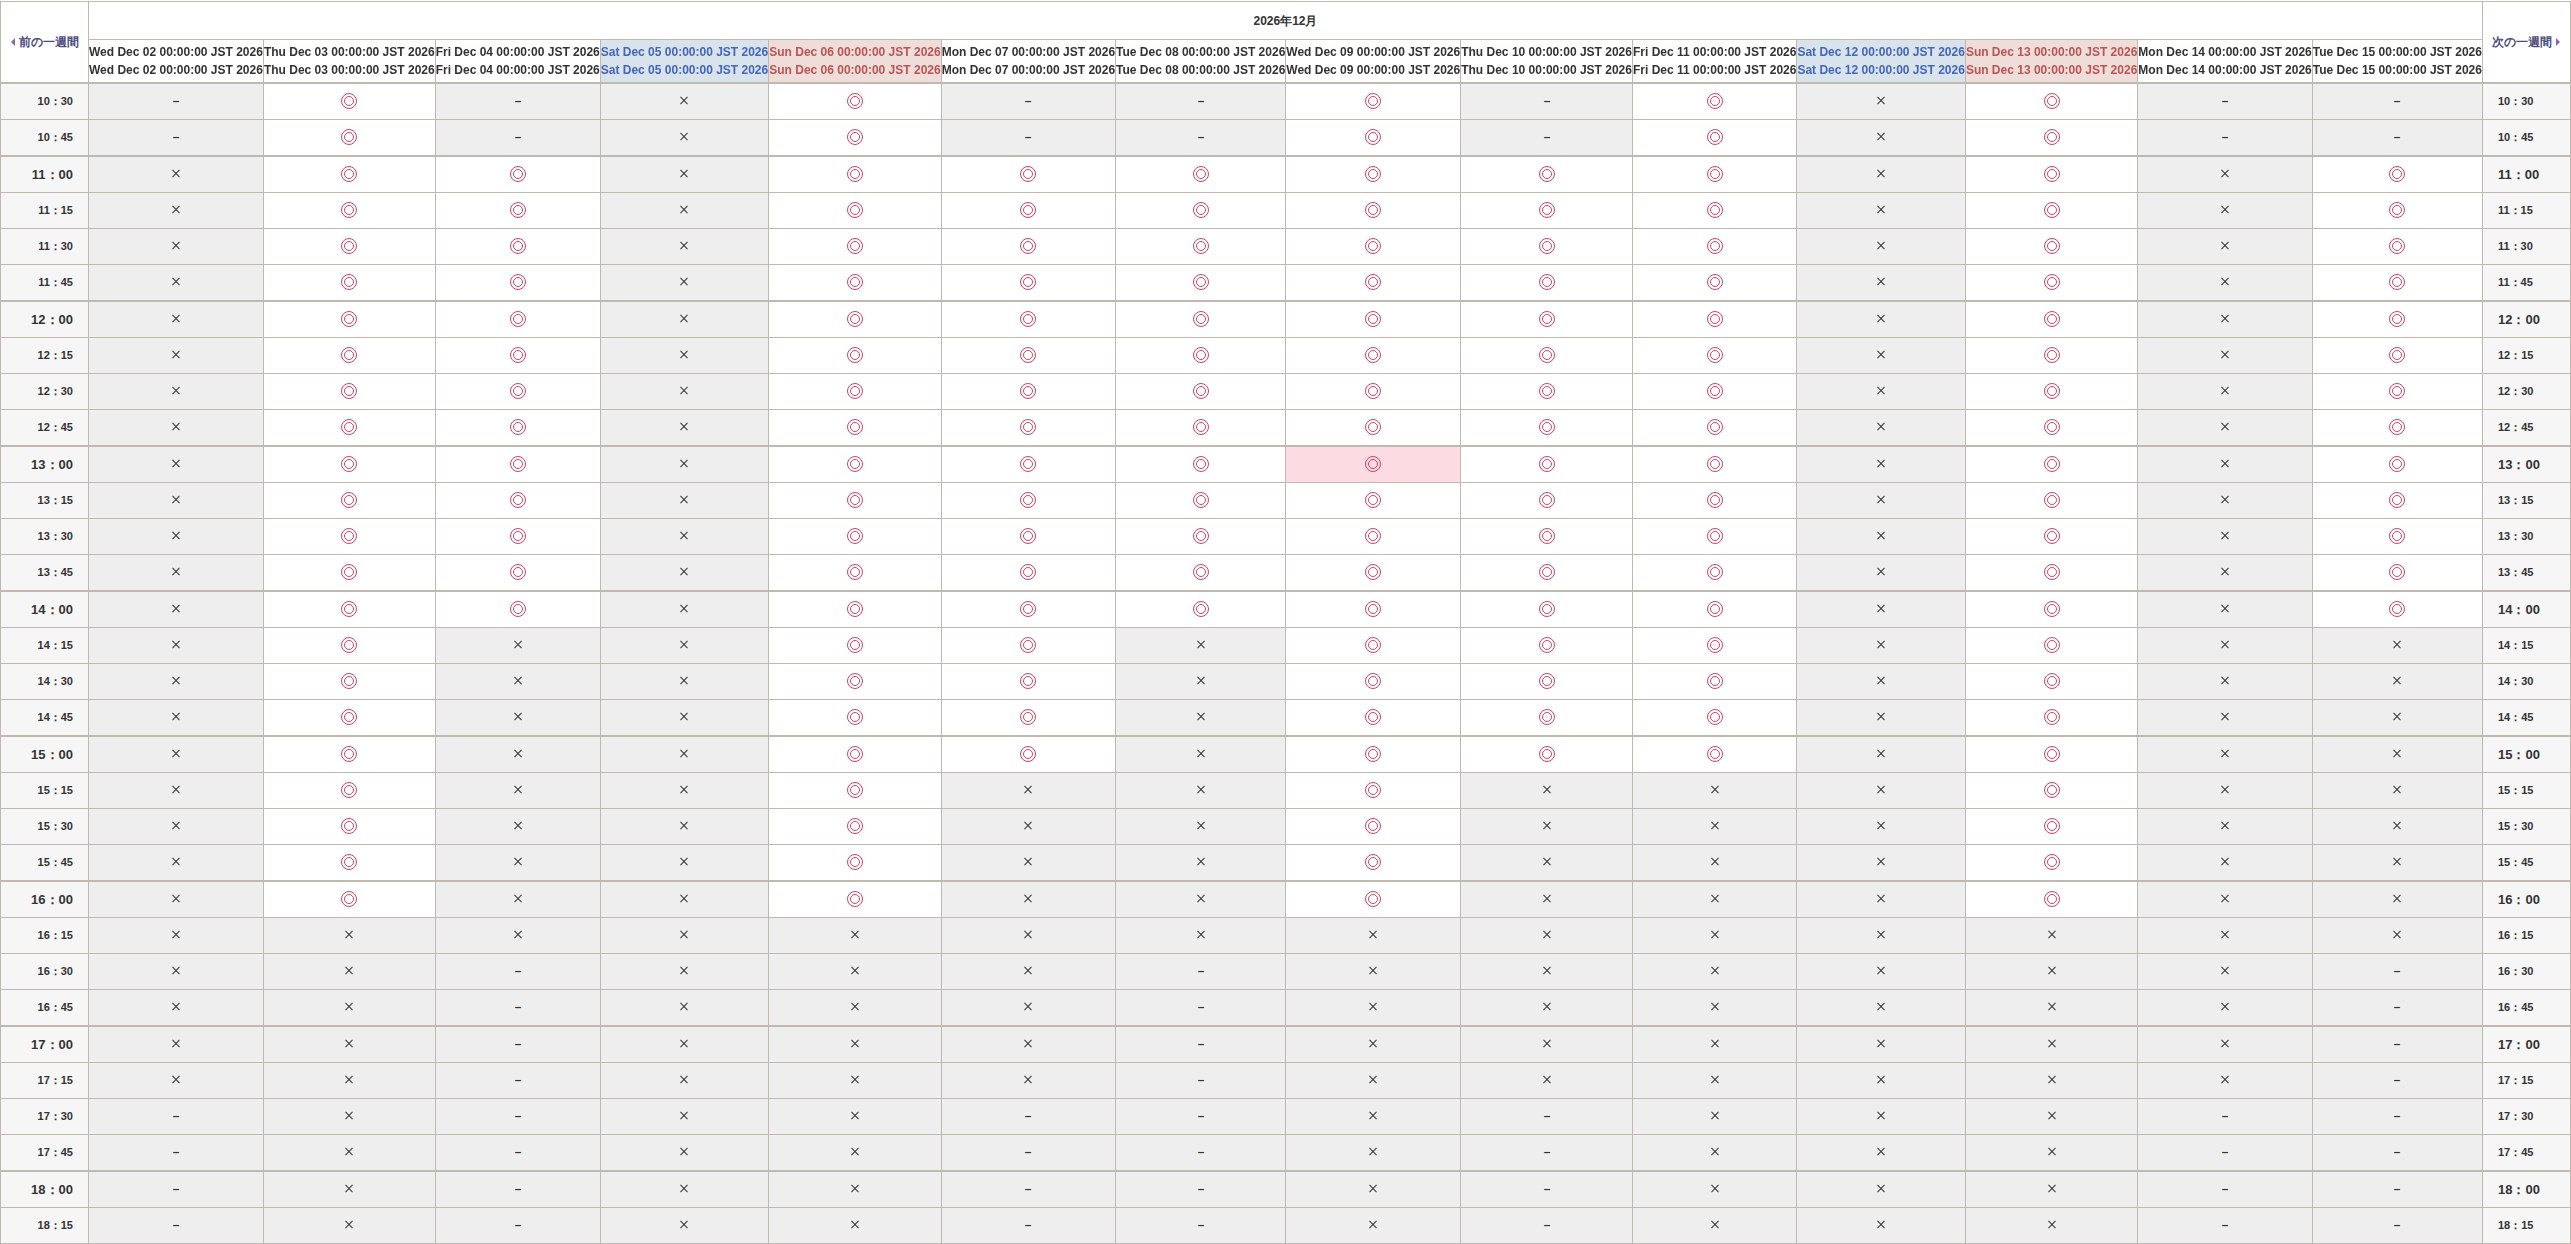 2026年12月
前の一週間
次の一週間
Wed Dec 02 00:00:00 JST 2026 Thu Dec 03 00:00:00 JST 2026 Fri Dec 04 00:00:00 JST 2026 Sat Dec 05 00:00:00 JST 2026 Sun Dec 06 00:00:00 JST 2026 Mon Dec 07 00:00:00 JST 2026 Tue Dec 08 00:00:00 JST 2026 Wed Dec 09 00:00:00 JST 2026 Thu Dec 10 00:00:00 JST 2026 Fri Dec 11 00:00:00 JST 2026 Sat Dec 12 00:00:00 JST 2026 Sun Dec 13 00:00:00 JST 2026 Mon Dec 14 00:00:00 JST 2026 Tue Dec 15 00:00:00 JST 2026
Wed Dec 02 00:00:00 JST 2026 Thu Dec 03 00:00:00 JST 2026 Fri Dec 04 00:00:00 JST 2026 Sat Dec 05 00:00:00 JST 2026 Sun Dec 06 00:00:00 JST 2026 Mon Dec 07 00:00:00 JST 2026 Tue Dec 08 00:00:00 JST 2026 Wed Dec 09 00:00:00 JST 2026 Thu Dec 10 00:00:00 JST 2026 Fri Dec 11 00:00:00 JST 2026 Sat Dec 12 00:00:00 JST 2026 Sun Dec 13 00:00:00 JST 2026 Mon Dec 14 00:00:00 JST 2026 Tue Dec 15 00:00:00 JST 2026
10：30 － ◎ － × ◎ － － ◎ － ◎ × ◎ － － 10：30
10：45 － ◎ － × ◎ － － ◎ － ◎ × ◎ － － 10：45
11：00 × ◎ ◎ × ◎ ◎ ◎ ◎ ◎ ◎ × ◎ × ◎ 11：00
11：15 × ◎ ◎ × ◎ ◎ ◎ ◎ ◎ ◎ × ◎ × ◎ 11：15
11：30 × ◎ ◎ × ◎ ◎ ◎ ◎ ◎ ◎ × ◎ × ◎ 11：30
11：45 × ◎ ◎ × ◎ ◎ ◎ ◎ ◎ ◎ × ◎ × ◎ 11：45
12：00 × ◎ ◎ × ◎ ◎ ◎ ◎ ◎ ◎ × ◎ × ◎ 12：00
12：15 × ◎ ◎ × ◎ ◎ ◎ ◎ ◎ ◎ × ◎ × ◎ 12：15
12：30 × ◎ ◎ × ◎ ◎ ◎ ◎ ◎ ◎ × ◎ × ◎ 12：30
12：45 × ◎ ◎ × ◎ ◎ ◎ ◎ ◎ ◎ × ◎ × ◎ 12：45
13：00 × ◎ ◎ × ◎ ◎ ◎ ◎ ◎ ◎ × ◎ × ◎ 13：00
13：15 × ◎ ◎ × ◎ ◎ ◎ ◎ ◎ ◎ × ◎ × ◎ 13：15
13：30 × ◎ ◎ × ◎ ◎ ◎ ◎ ◎ ◎ × ◎ × ◎ 13：30
13：45 × ◎ ◎ × ◎ ◎ ◎ ◎ ◎ ◎ × ◎ × ◎ 13：45
14：00 × ◎ ◎ × ◎ ◎ ◎ ◎ ◎ ◎ × ◎ × ◎ 14：00
14：15 × ◎ × × ◎ ◎ × ◎ ◎ ◎ × ◎ × × 14：15
14：30 × ◎ × × ◎ ◎ × ◎ ◎ ◎ × ◎ × × 14：30
14：45 × ◎ × × ◎ ◎ × ◎ ◎ ◎ × ◎ × × 14：45
15：00 × ◎ × × ◎ ◎ × ◎ ◎ ◎ × ◎ × × 15：00
15：15 × ◎ × × ◎ × × ◎ × × × ◎ × × 15：15
15：30 × ◎ × × ◎ × × ◎ × × × ◎ × × 15：30
15：45 × ◎ × × ◎ × × ◎ × × × ◎ × × 15：45
16：00 × ◎ × × ◎ × × ◎ × × × ◎ × × 16：00
16：15 × × × × × × × × × × × × × × 16：15
16：30 × × － × × × － × × × × × × － 16：30
16：45 × × － × × × － × × × × × × － 16：45
17：00 × × － × × × － × × × × × × － 17：00
17：15 × × － × × × － × × × × × × － 17：15
17：30 － × － × × － － × － × × × － － 17：30
17：45 － × － × × － － × － × × × － － 17：45
18：00 － × － × × － － × － × × × － － 18：00
18：15 － × － × × － － × － × × × － － 18：15